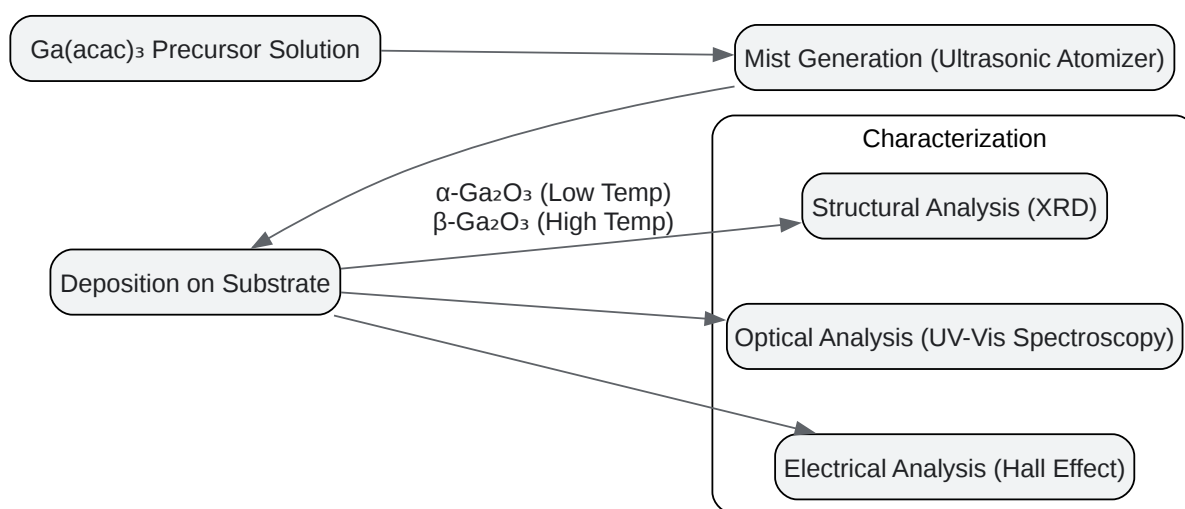 Ga(acac)₃ Precursor Solution
Mist Generation (Ultrasonic Atomizer)
Characterization
α-Ga₂O₃ (Low Temp)
β-Ga₂O₃ (High Temp)
Structural Analysis (XRD)
Deposition on Substrate
Optical Analysis (UV-Vis Spectroscopy)
Electrical Analysis (Hall Effect)